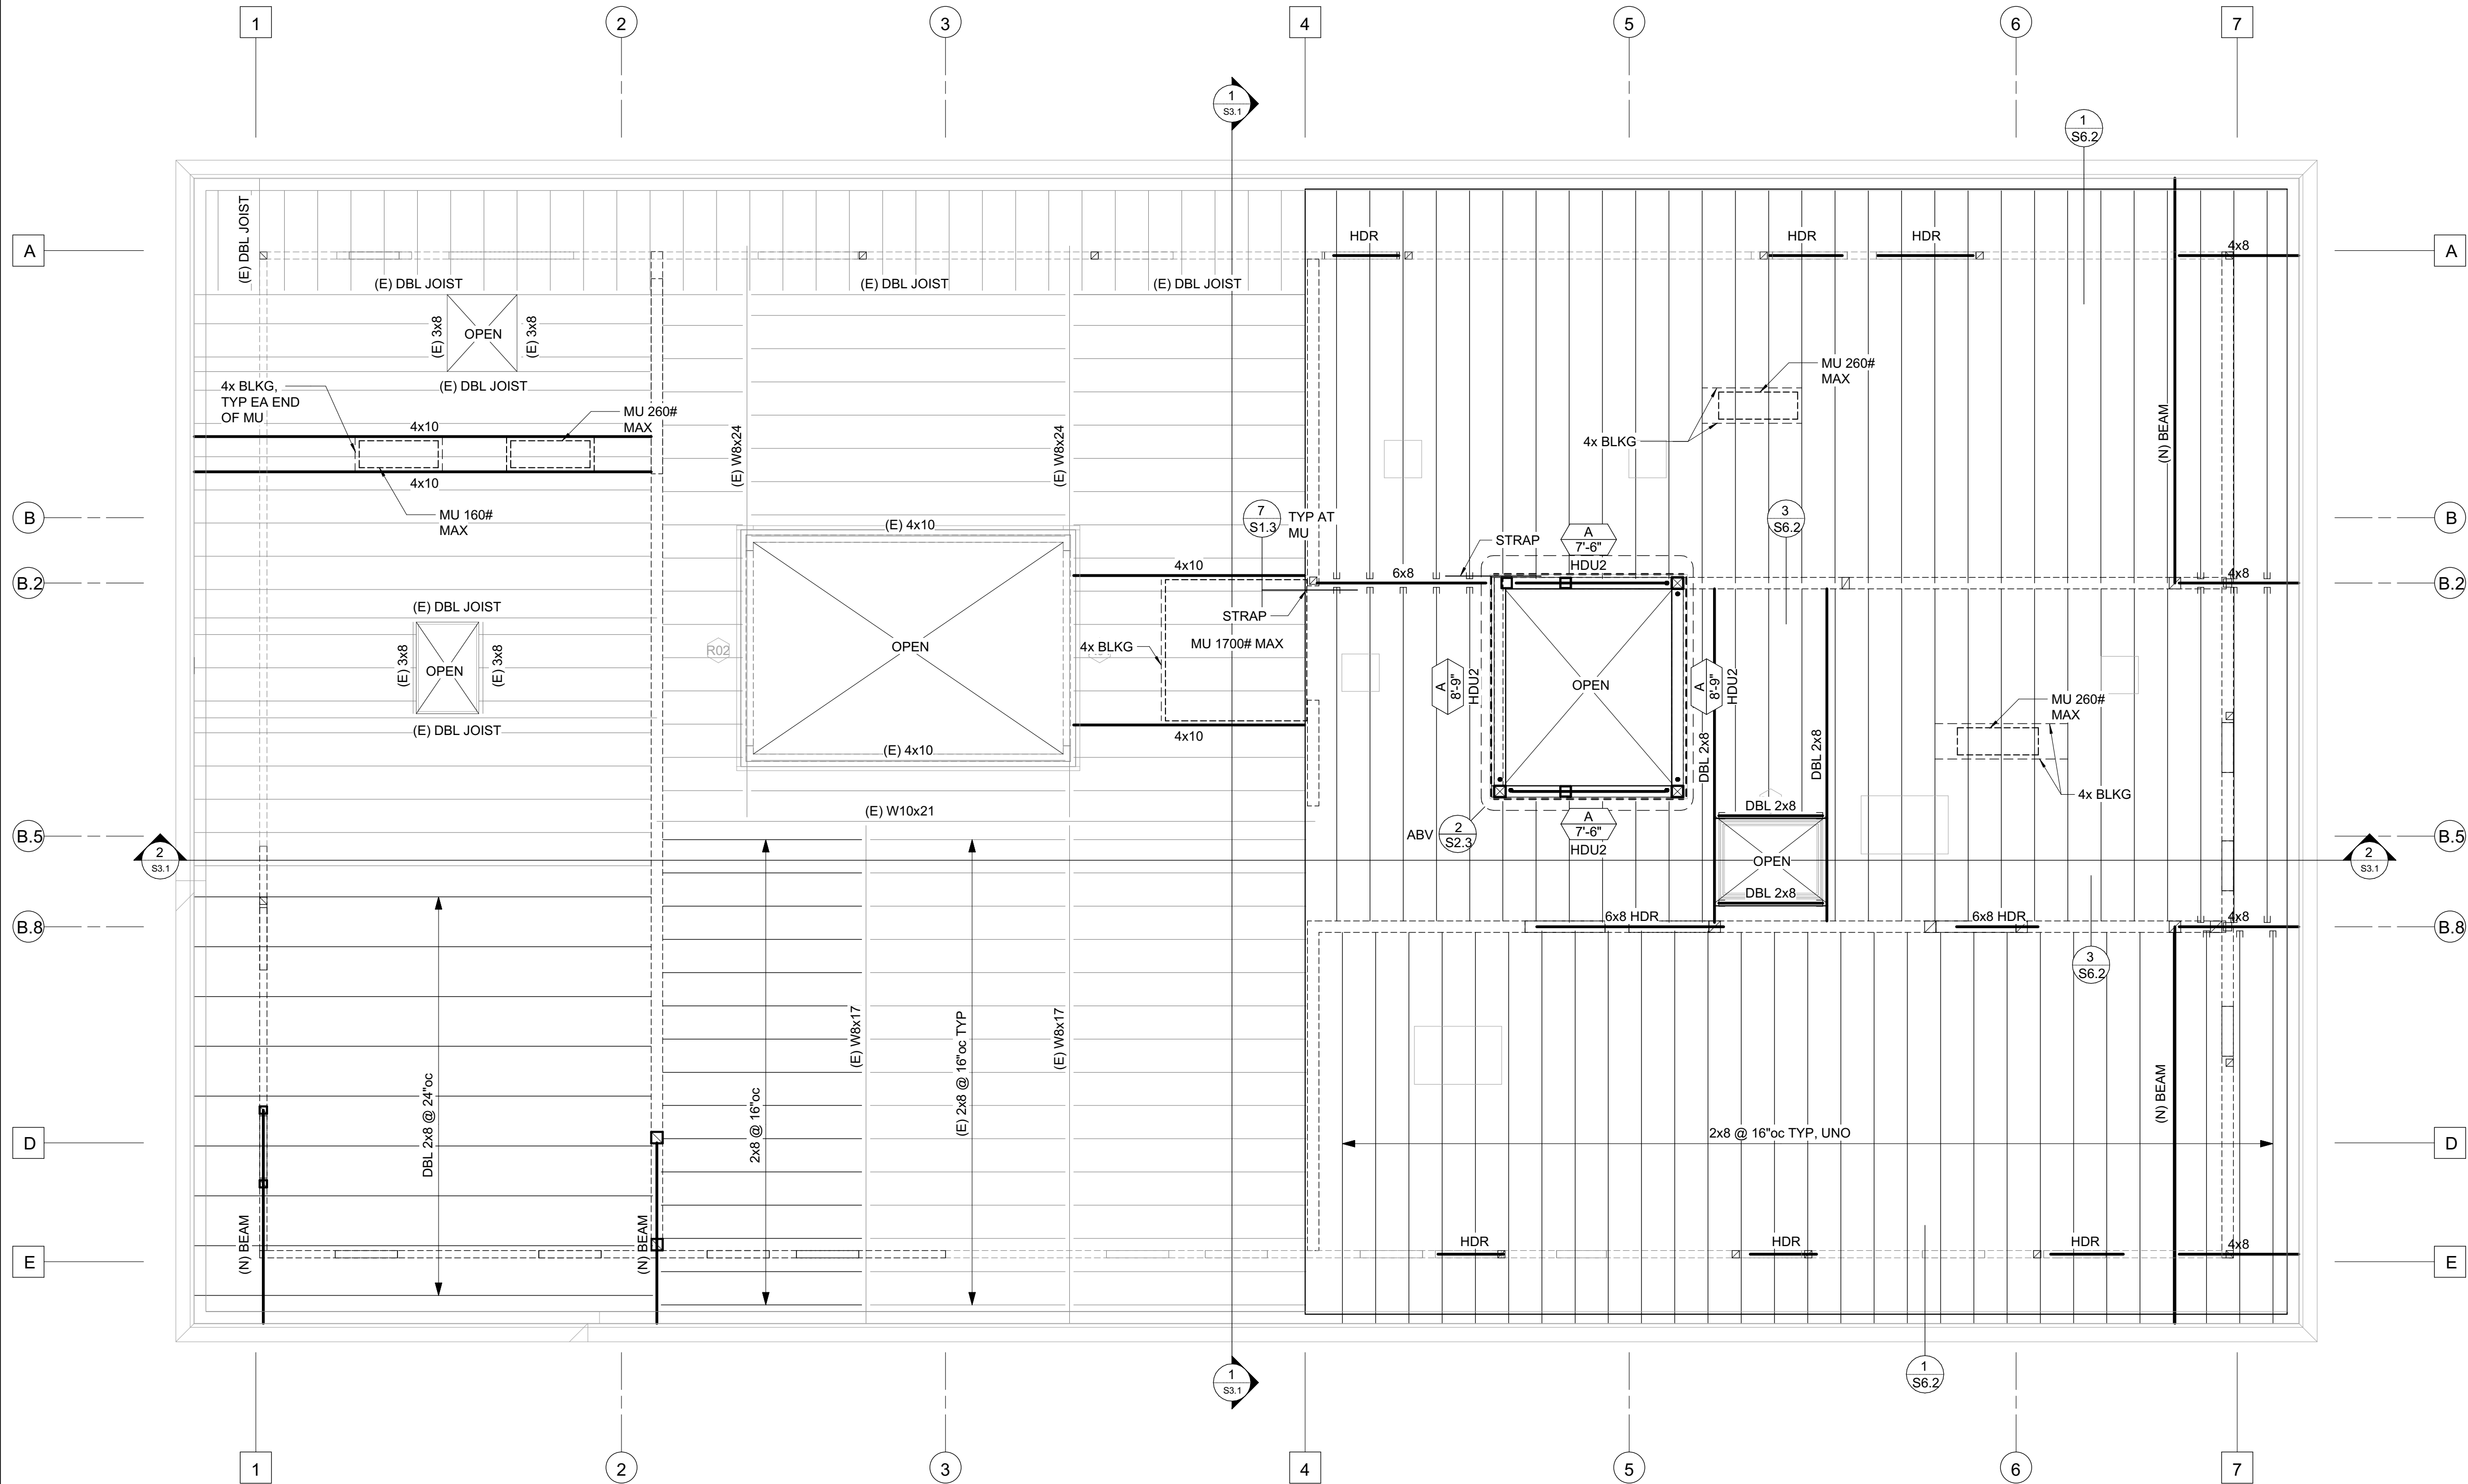 1
2
3
4
5
6
7
1
S3.1
1
S6.2
A
A
(E) DBL JOIST
HDR
HDR
HDR
4x8
(E) DBL JOIST
(E) DBL JOIST
(E) DBL JOIST
(E) 3x8
OPEN
(E) 3x8
(E) DBL JOIST
4x BLKG,
TYP EA END
OF MU
4x10
MU 260#
MAX
4x10
MU 160#
MAX
(E) W8x24
(E) W8x24
MU 260#
MAX
4x BLKG
(N) BEAM
B
B
(E) 4x10
7
S1.3
TYP AT
MU
STRAP
A
7'-6"
HDU2
3
S6.2
B.2
B.2
4x10
6x8
4x8
(E) DBL JOIST
STRAP
(E) 3x8
OPEN
(E) 3x8
(E) DBL JOIST
R02
OPEN
4x BLKG
MU 1700# MAX
4x10
(E) 4x10
A
8'-9"
HDU2
OPEN
A
8'-9"
HDU2
DBL 2x8
DBL 2x8
MU 260#
MAX
4x BLKG
(E) W10x21
A
7'-6"
HDU2
ABV
2
S2.3
DBL 2x8
OPEN
DBL 2x8
B.5
B.5
2
S3.1
2
S3.1
B.8
B.8
6x8 HDR
6x8 HDR
4x8
3
S6.2
(E) W8x17
(E) W8x17
DBL 2x8 @ 24"oc
2x8 @ 16"oc
(E) 2x8 @ 16"oc TYP
(N) BEAM
D
D
2x8 @ 16"oc TYP, UNO
(N) BEAM
(N) BEAM
E
E
HDR
HDR
HDR
4x8
1
S3.1
1
S6.2
1
2
3
4
5
6
7